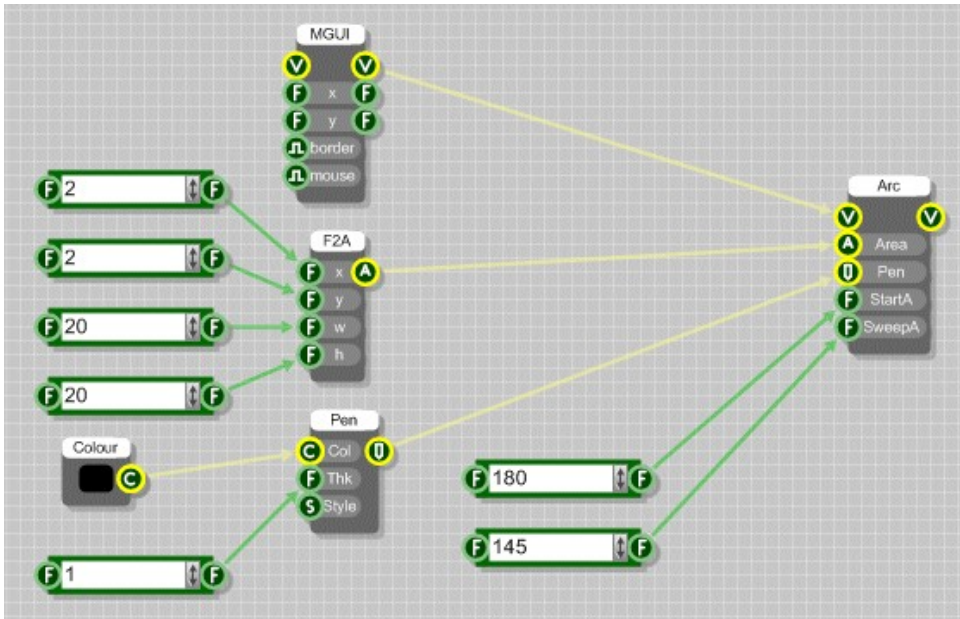 MGUI
V V
F x F
F y F
border
mouse
F 2 F
F 2 F
F 20 F
F 20 F
F2A
F x A
F y
F w
F h
Colour
C
Pen
C Col
F Thk
S Style
F 1 F
Arc
V V
A Area
Pen
F StartA
F SweepA
F 180 F
F 145 F